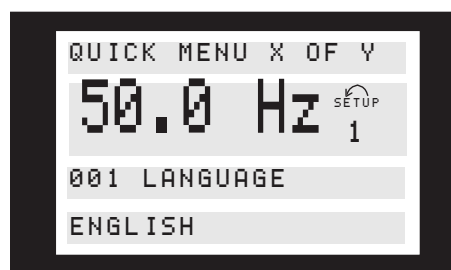 QUICK MENU X OF Y
50.0 Hz SETUP
1
001 LANGUAGE
ENGLISH